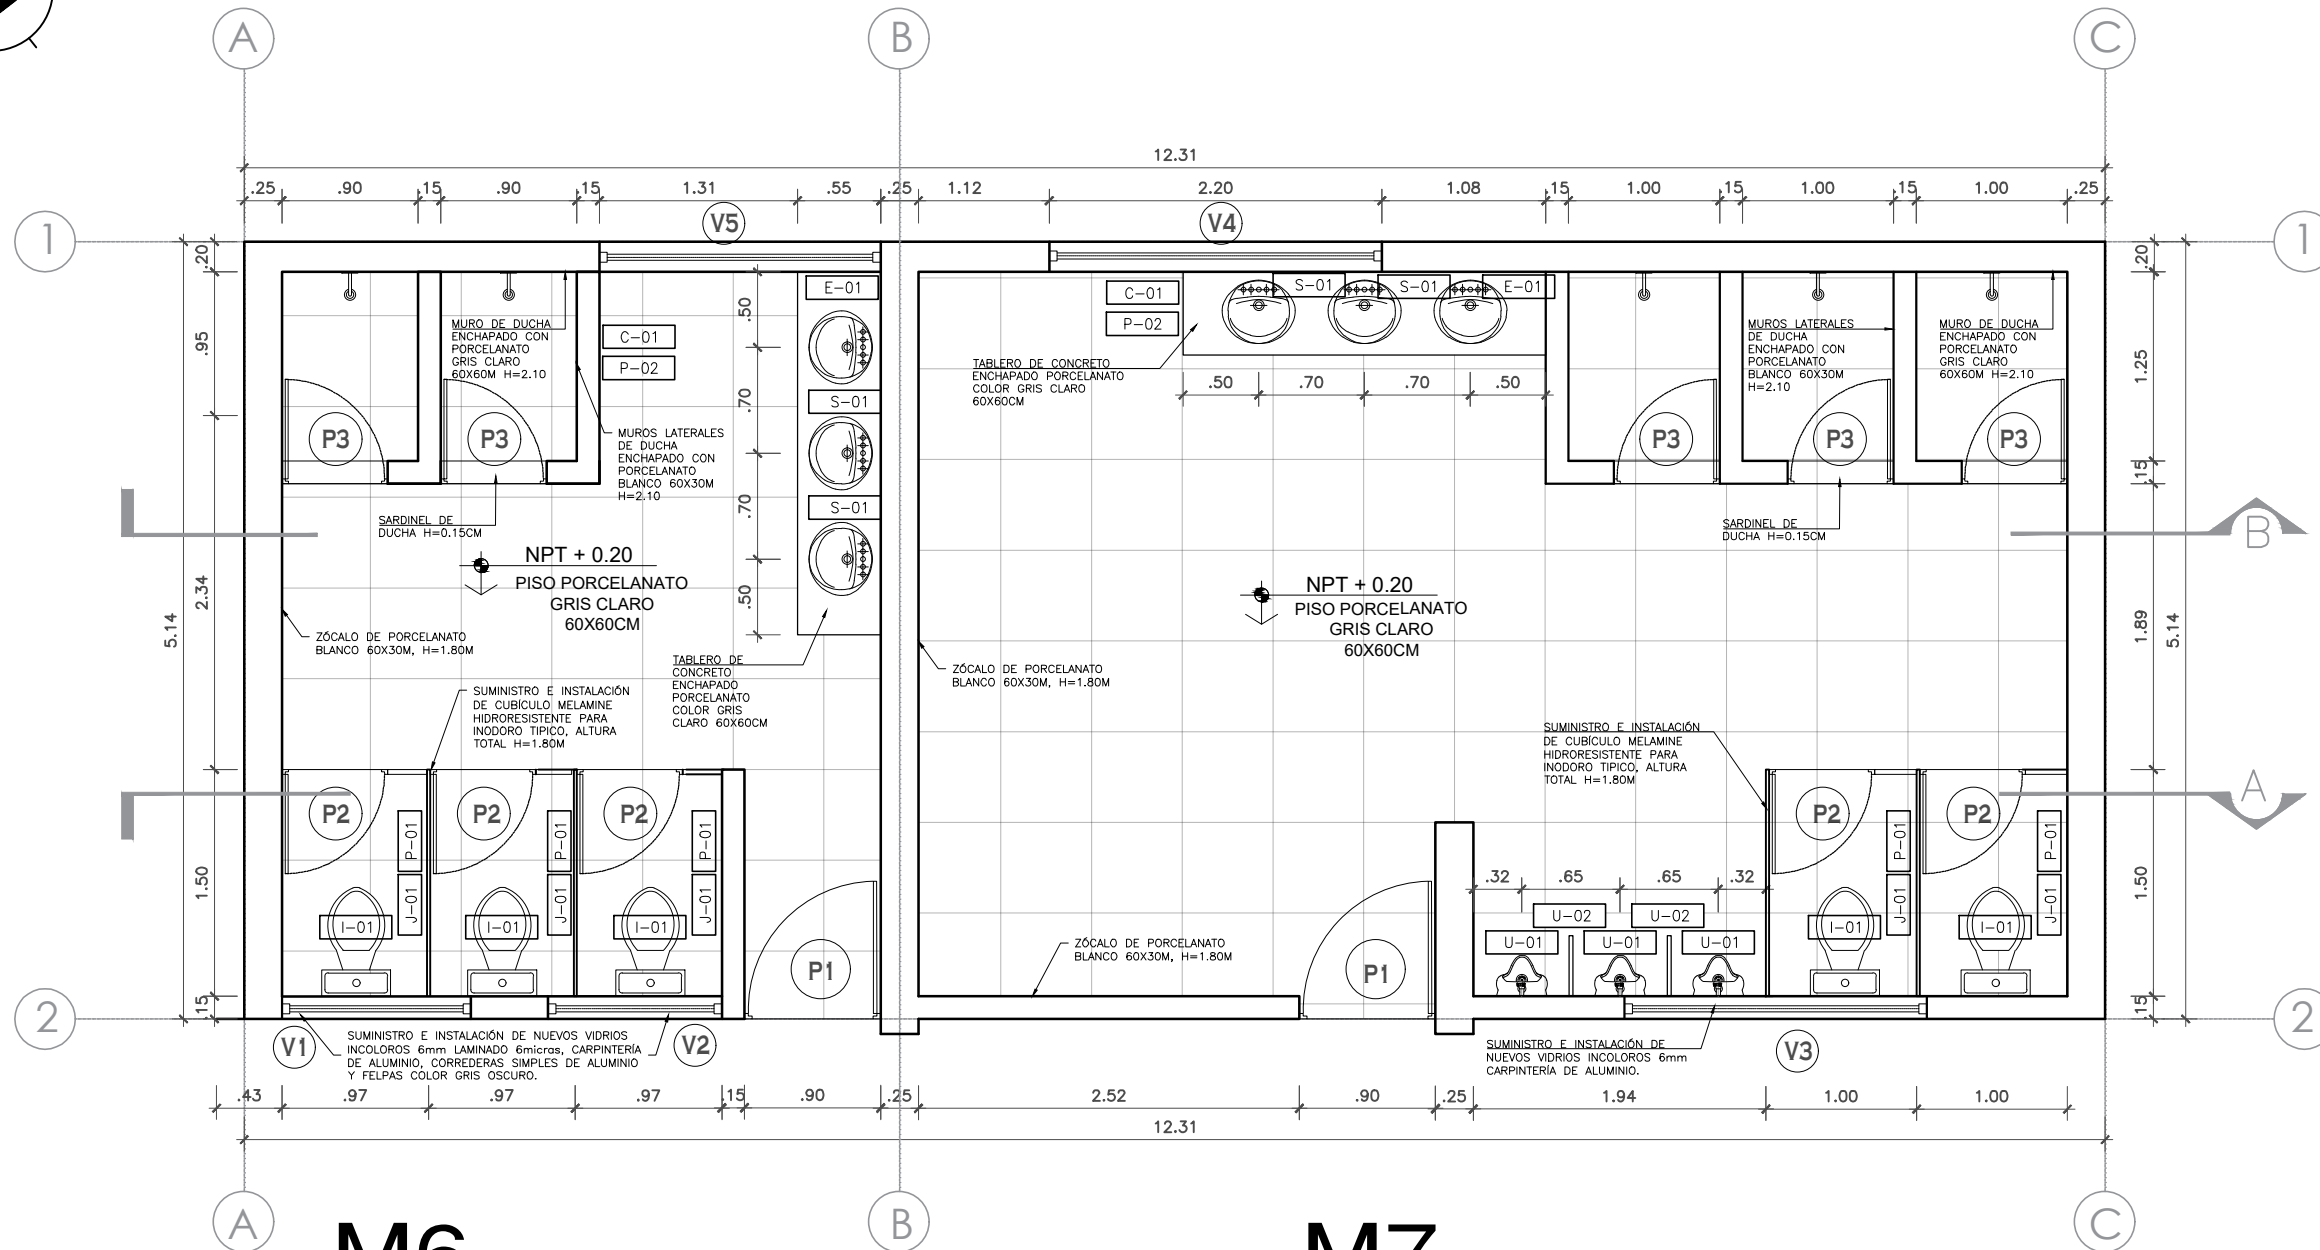 A
B
C
12.31
.25
.90
.15
.90
.15
1.31
.55
.25
1.12
2.20
1.08
.15
1.00
.15
1.00
.15
1.00
.25
V5
V4
1
1
.20
.95
2.34
5.14
1.50
.15
.20
1.25
.15
1.89
5.14
1.50
.15
MURO DE DUCHA
ENCHAPADO CON
PORCELANATO
GRIS CLARO
60X60M H=2.10
C-01
P-02
E-01
S-01
S-01
.50
.70
.70
.50
P3
P3
MUROS LATERALES
DE DUCHA
ENCHAPADO CON
PORCELANATO
BLANCO 60X30M
H=2.10
SARDINEL DE
DUCHA H=0.15CM
NPT + 0.20
PISO PORCELANATO
GRIS CLARO
60X60CM
ZÓCALO DE PORCELANATO
BLANCO 60X30M, H=1.80M
SUMINISTRO E INSTALACIÓN
DE CUBÍCULO MELAMINE
HIDRORESISTENTE PARA
INODORO TIPICO, ALTURA
TOTAL H=1.80M
TABLERO DE
CONCRETO
ENCHAPADO
PORCELANATO
COLOR GRIS
CLARO 60X60CM
P2
P2
P2
P-01
P-01
P-01
J-01
J-01
J-01
I-01
I-01
I-01
P1
C-01
P-02
S-01
S-01
E-01
TABLERO DE CONCRETO
ENCHAPADO PORCELANATO
COLOR GRIS CLARO
60X60CM
.50
.70
.70
.50
MUROS LATERALES
DE DUCHA
ENCHAPADO CON
PORCELANATO
BLANCO 60X30M
H=2.10
MURO DE DUCHA
ENCHAPADO CON
PORCELANATO
GRIS CLARO
60X60M H=2.10
P3
P3
P3
SARDINEL DE
DUCHA H=0.15CM
B
NPT + 0.20
PISO PORCELANATO
GRIS CLARO
60X60CM
ZÓCALO DE PORCELANATO
BLANCO 60X30M, H=1.80M
SUMINISTRO E INSTALACIÓN
DE CUBÍCULO MELAMINE
HIDRORESISTENTE PARA
INODORO TIPICO, ALTURA
TOTAL H=1.80M
A
P2
P2
P-01
P-01
J-01
J-01
I-01
I-01
.32
.65
.65
.32
U-02
U-02
U-01
U-01
U-01
ZÓCALO DE PORCELANATO
BLANCO 60X30M, H=1.80M
P1
2
2
V1
SUMINISTRO E INSTALACIÓN DE NUEVOS VIDRIOS
INCOLOROS 6mm LAMINADO 6micras, CARPINTERÍA
DE ALUMINIO, CORREDERAS SIMPLES DE ALUMINIO
Y FELPAS COLOR GRIS OSCURO.
V2
SUMINISTRO E INSTALACIÓN DE
NUEVOS VIDRIOS INCOLOROS 6mm
CARPINTERÍA DE ALUMINIO.
V3
.43
.97
.97
.97
.15
.90
.25
2.52
.90
.25
1.94
1.00
1.00
12.31
A
B
C
M6
M7